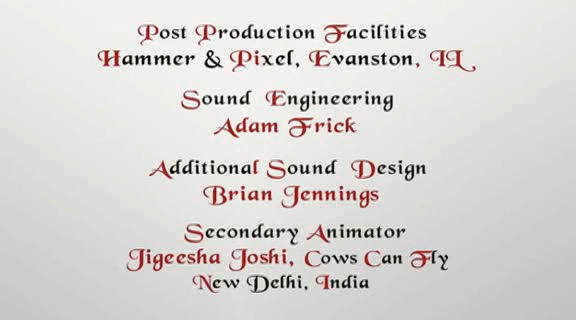 Post Production Facilities
Hammer & Pixel, Evanston, IL
Sound Engineering
Adam Frick
Additional Sound Design
Brian Jennings
Secondary Animator
Jigeesha Joshi, Cows Can Fly
New Delhi, India